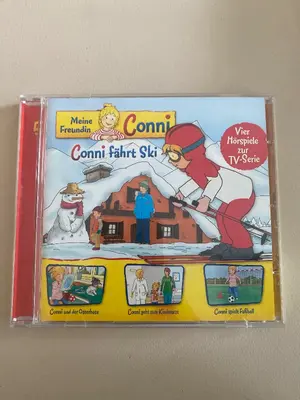 Meine
Freundin
Conni
Conni fährt Ski
Vier
Hörspiele
zur
TV-Serie
Conni und der Osterhase
Conni geht zum Kinderarzt
Conni spielt Fußball